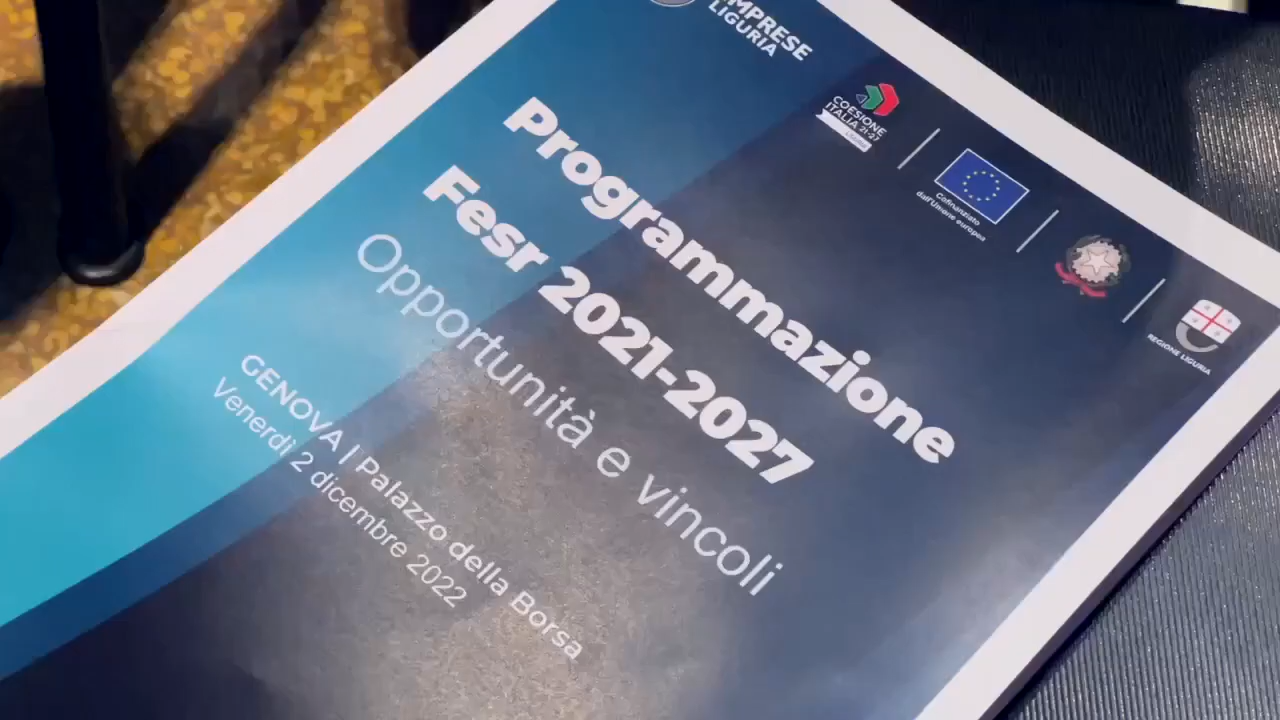 IMPRESE
LIGURIA
COESIONE
ITALIA 21-27
LIGURIA
Cofinanziato
dall'Unione europea
REGIONE LIGURIA
Programmazione
Fesr 2021-2027
Opportunità e vincoli
GENOVA | Palazzo della Borsa
Venerdì 2 dicembre 2022